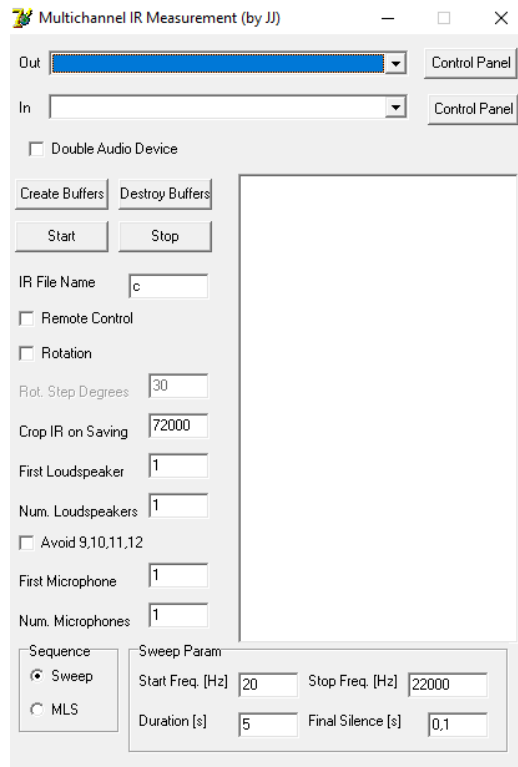 Multichannel IR Measurement (by JJ)
Out
Control Panel
In
Control Panel
Double Audio Device
Create Buffers Destroy Buffers
Start Stop
IR File Name c
Remote Control
Rotation
Rot. Step Degrees 30
Crop IR on Saving 72000
First Loudspeaker 1
Num. Loudspeakers 1
Avoid 9,10,11,12
First Microphone 1
Num. Microphones 1
Sequence Sweep Param
Sweep Start Freq. [Hz] 20 Stop Freq. [Hz] 22000
MLS Duration [s] 5 Final Silence [s] 0,1